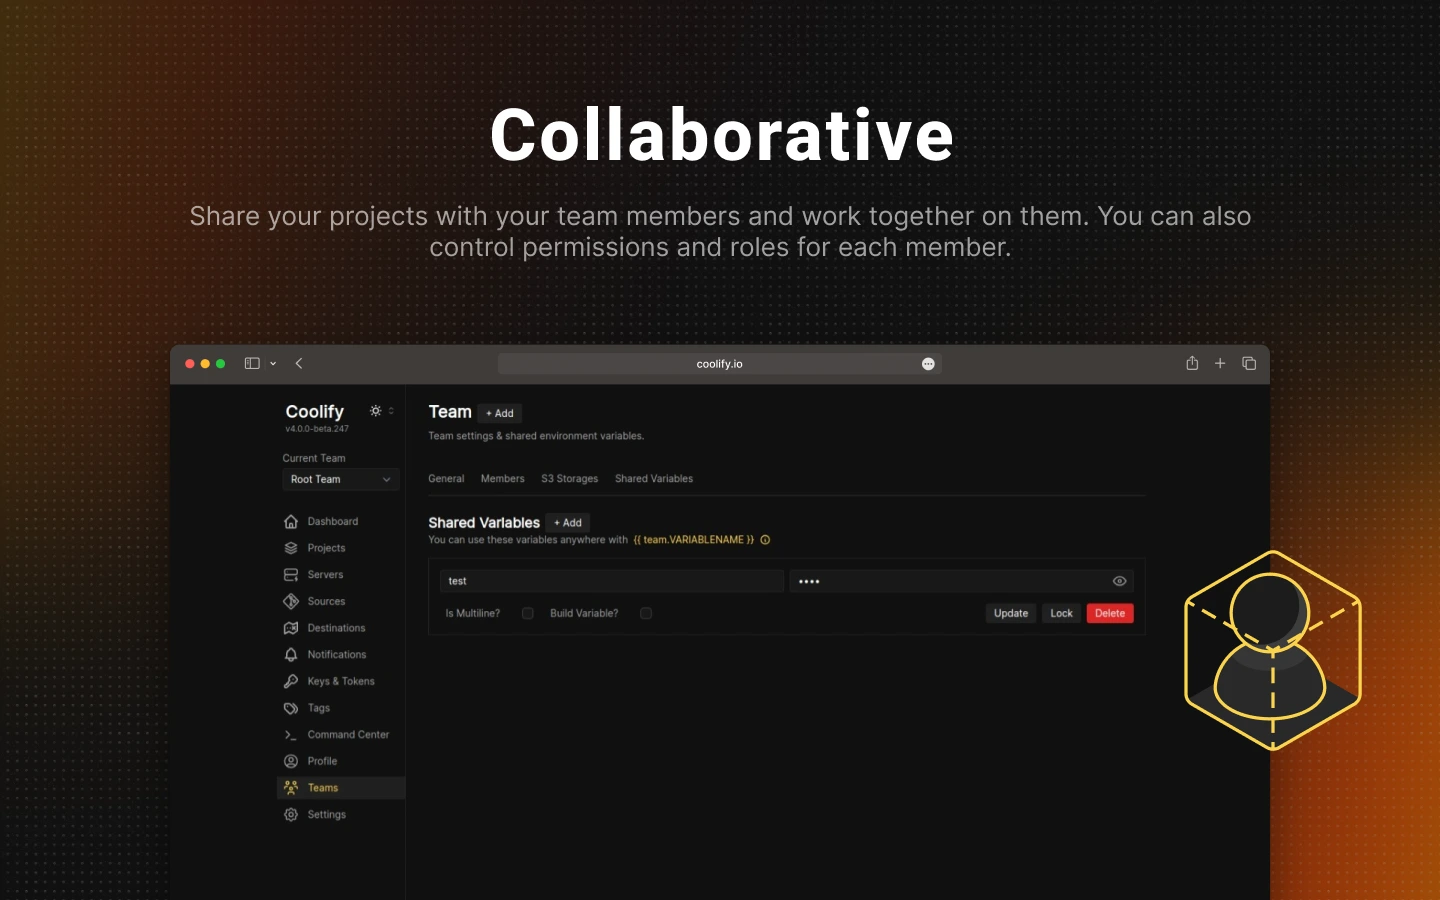 Collaborative
Share your projects with your team members and work together on them. You can also
control permissions and roles for each member.
coolify.io
Coolify
v4.0.0-beta.247
Current Team
Root Team
Dashboard
Projects
Servers
Sources
Destinations
Notifications
Keys & Tokens
Tags
Command Center
Profile
Teams
Settings
Team + Add
Team settings & shared environment variables.
General Members S3 Storages Shared Variables
Shared Variables + Add
You can use these variables anywhere with {{ team.VARIABLENAME }}
test ••••
Is Multiline? Build Variable? Update Lock Delete